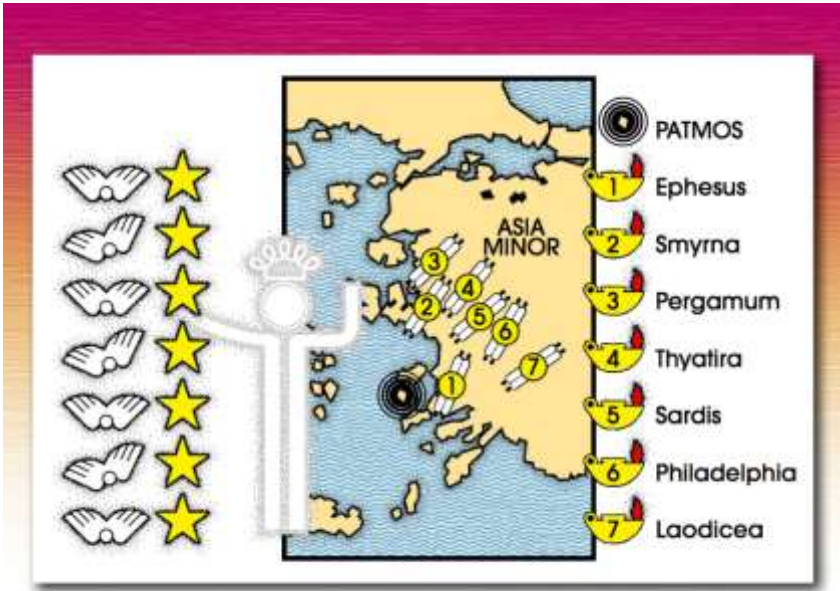 PATMOS
1 Ephesus
2 Smyrna
3 Pergamum
4 Thyatira
5 Sardis
6 Philadelphia
7 Laodicea
ASIA
MINOR
3
4
2
5
6
7
1